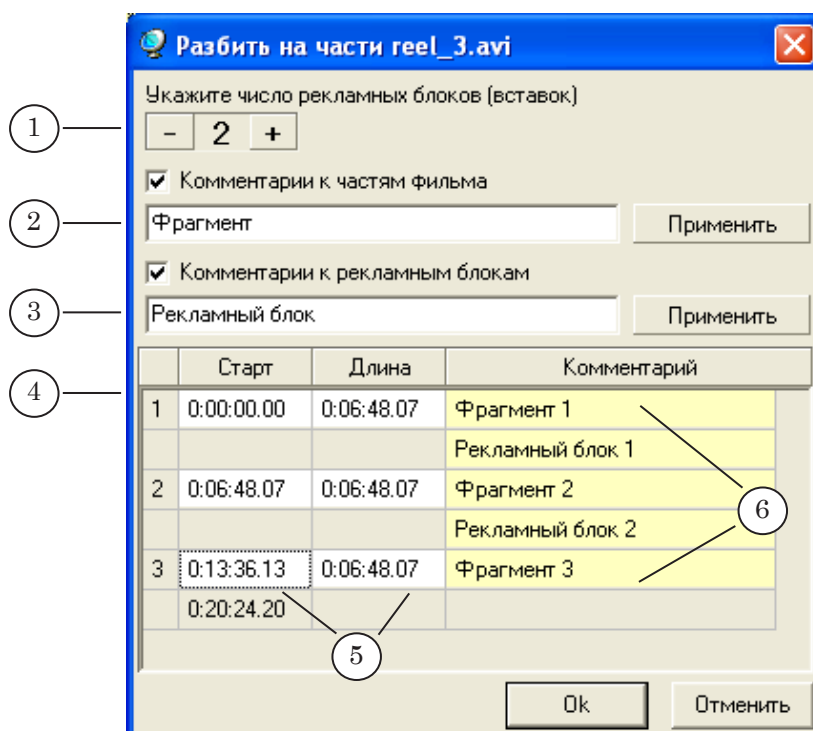 Разбить на части reel_3.avi
Укажите число рекламных блоков (вставок)
1
- 2 +
Комментарии к частям фильма
2
Фрагмент Применить
Комментарии к рекламным блокам
3
Рекламный блок Применить
Старт Длина Комментарий
4
1 0:00:00.00 0:06:48.07 Фрагмент 1
Рекламный блок 1
2 0:06:48.07 0:06:48.07 Фрагмент 2
6
Рекламный блок 2
3 0:13:36.13 0:06:48.07 Фрагмент 3
0:20:24.20
5
Ok Отменить